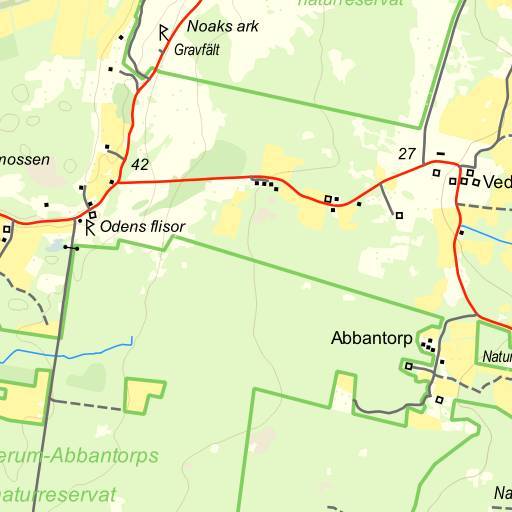 naturreservat
Noaks ark
Gravfält
27
mossen
42
Ved
Odens flisor
Abbantorp
Natur
erum-Abbantorps
naturreservat
Na